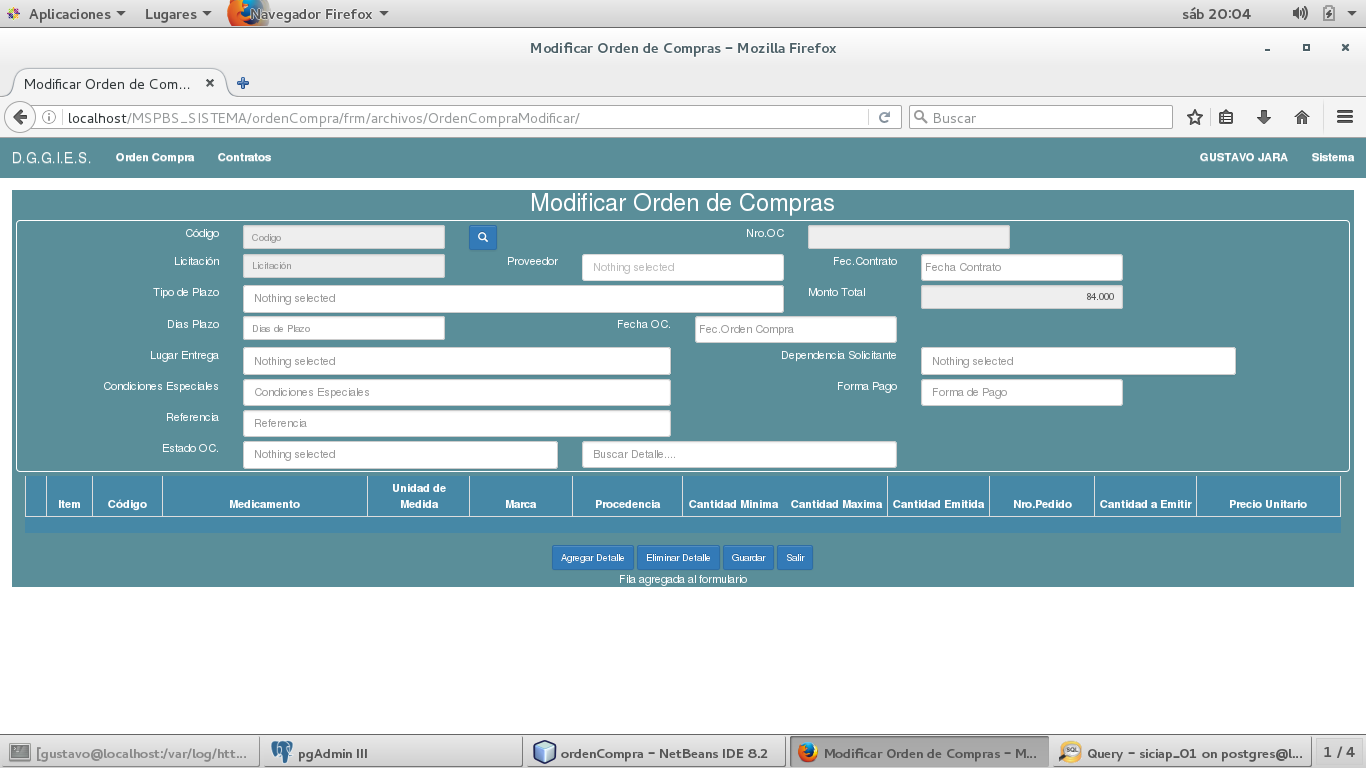 Aplicaciones Lugares Navegador Firefox sáb 20:04
Modificar Orden de Compras - Mozilla Firefox
Modificar Orden de Com...
localhost/MSPBS_SISTEMA/ordenCompra/frm/archivos/OrdenCompraModificar/ Buscar
D.G.G.I.E.S. Orden Compra Contratos GUSTAVO JARA Sistema
Modificar Orden de Compras
Código Codigo Nro.OC
Licitación Licitación Proveedor Nothing selected Fec.Contrato Fecha Contrato
Tipo de Plazo Nothing selected Monto Total 84.000
Dias Plazo Dias de Plazo Fecha OC. Fec.Orden Compra
Lugar Entrega Nothing selected Dependencia Solicitante Nothing selected
Condiciones Especiales Condiciones Especiales Forma Pago Forma de Pago
Referencia Referencia
Estado OC. Nothing selected Buscar Detalle....
Item Código Medicamento Unidad de Medida Marca Procedencia Cantidad Minima Cantidad Maxima Cantidad Emitida Nro.Pedido Cantidad a Emitir Precio Unitario
Agregar Detalle Eliminar Detalle Guardar Salir
Fila agregada al formulario
[gustavo@localhost:/var/log/htt... pgAdmin III ordenCompra - NetBeans IDE 8.2 Modificar Orden de Compras - M... Query - siciap_01 on postgres@l... 1 / 4